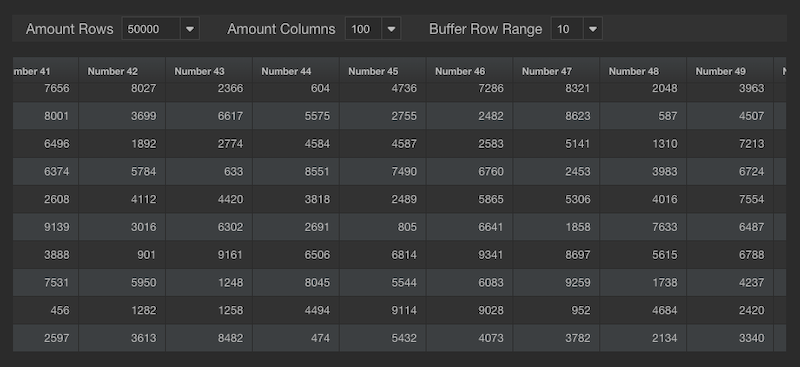 Amount Rows 50000 Amount Columns 100 Buffer Row Range 10
mber 41 Number 42 Number 43 Number 44 Number 45 Number 46 Number 47 Number 48 Number 49 N
7656 8027 2366 604 4736 7286 8321 2048 3963
8001 3699 6617 5575 2755 2482 8623 587 4507
6496 1892 2774 4584 4587 2583 5141 1310 7213
6374 5784 633 8551 7490 6760 2453 3983 6724
2608 4112 4420 3818 2489 5865 5306 4016 7554
9139 3016 6302 2691 805 6641 1858 7633 6487
3888 901 9161 6506 6814 9341 8697 5615 6788
7531 5950 1248 8045 5544 6083 9259 1738 4237
456 1282 1258 4494 9114 9028 952 4684 2420
2597 3613 8482 474 5432 4073 3782 2134 3340